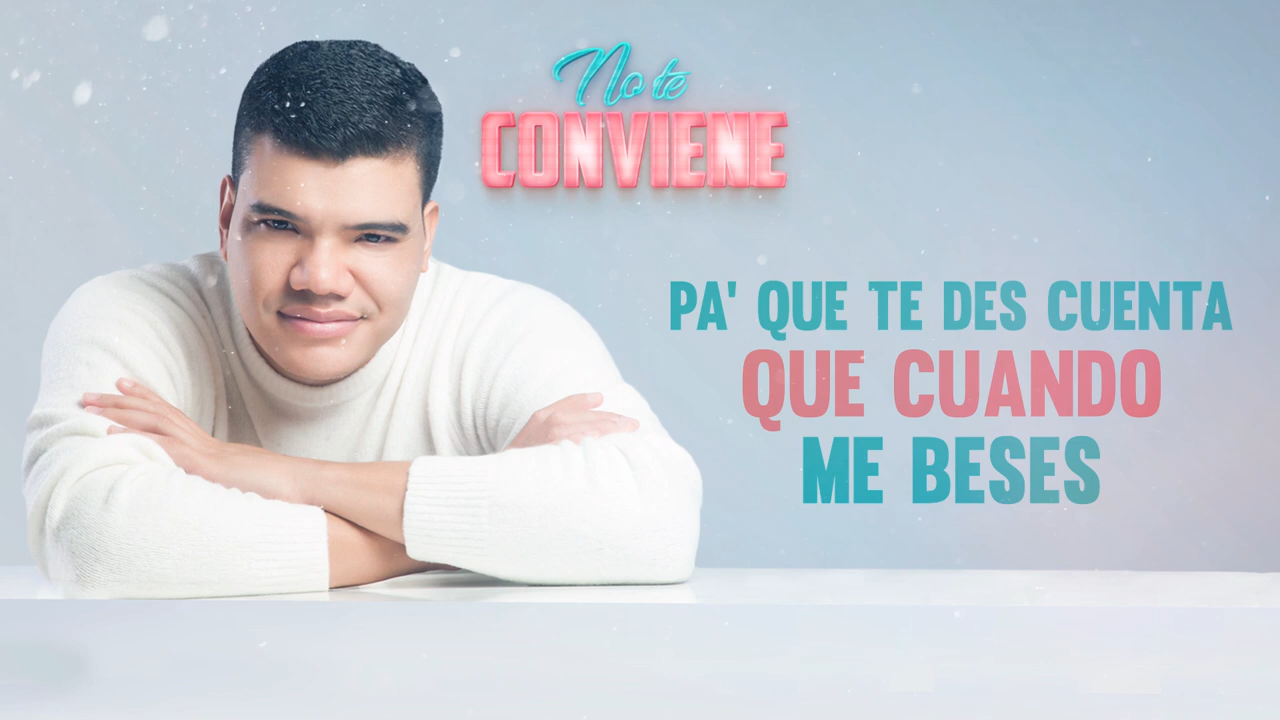 No te
CONVIENE
PA' QUE TE DES CUENTA
QUE CUANDO
ME BESES